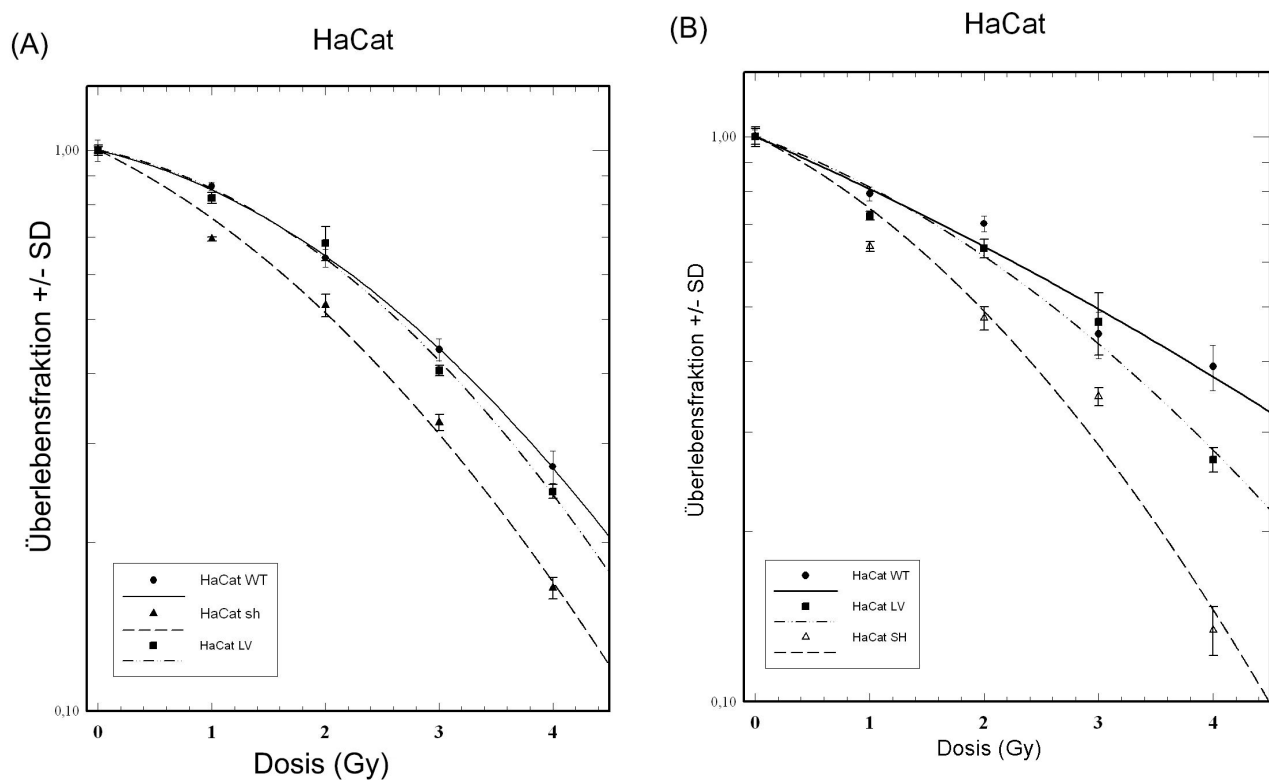 (A)
HaCat
Überlebensfraktion +/- SD
1,00
0,10
HaCat WT
HaCat sh
HaCat LV
0 1 2 3 4
Dosis (Gy)
(B)
HaCat
Überlebensfraktion +/- SD
1,00
0,10
HaCat WT
HaCat LV
HaCat SH
0 1 2 3 4
Dosis (Gy)